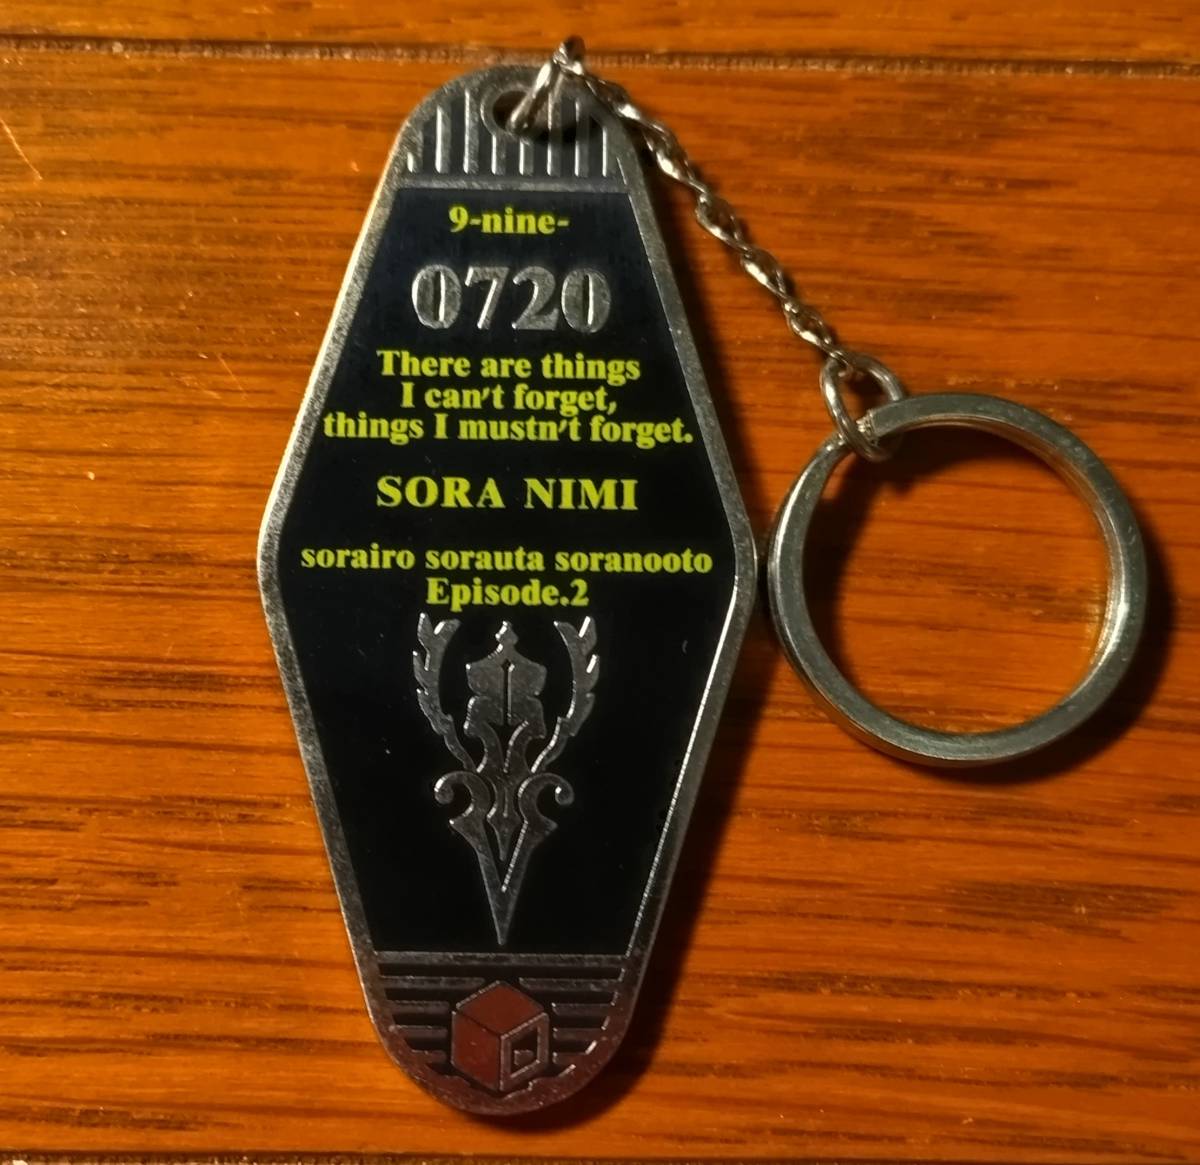 9-nine-
0720
There are things
I can't forget,
things I mustn't forget.
SORA NIMI
sorairo sorauta soranooto
Episode.2